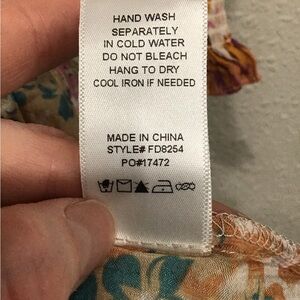 HAND WASH
SEPARATELY
IN COLD WATER
DO NOT BLEACH
HANG TO DRY
COOL IRON IF NEEDED
MADE IN CHINA
STYLE# FD8254
PO#17472